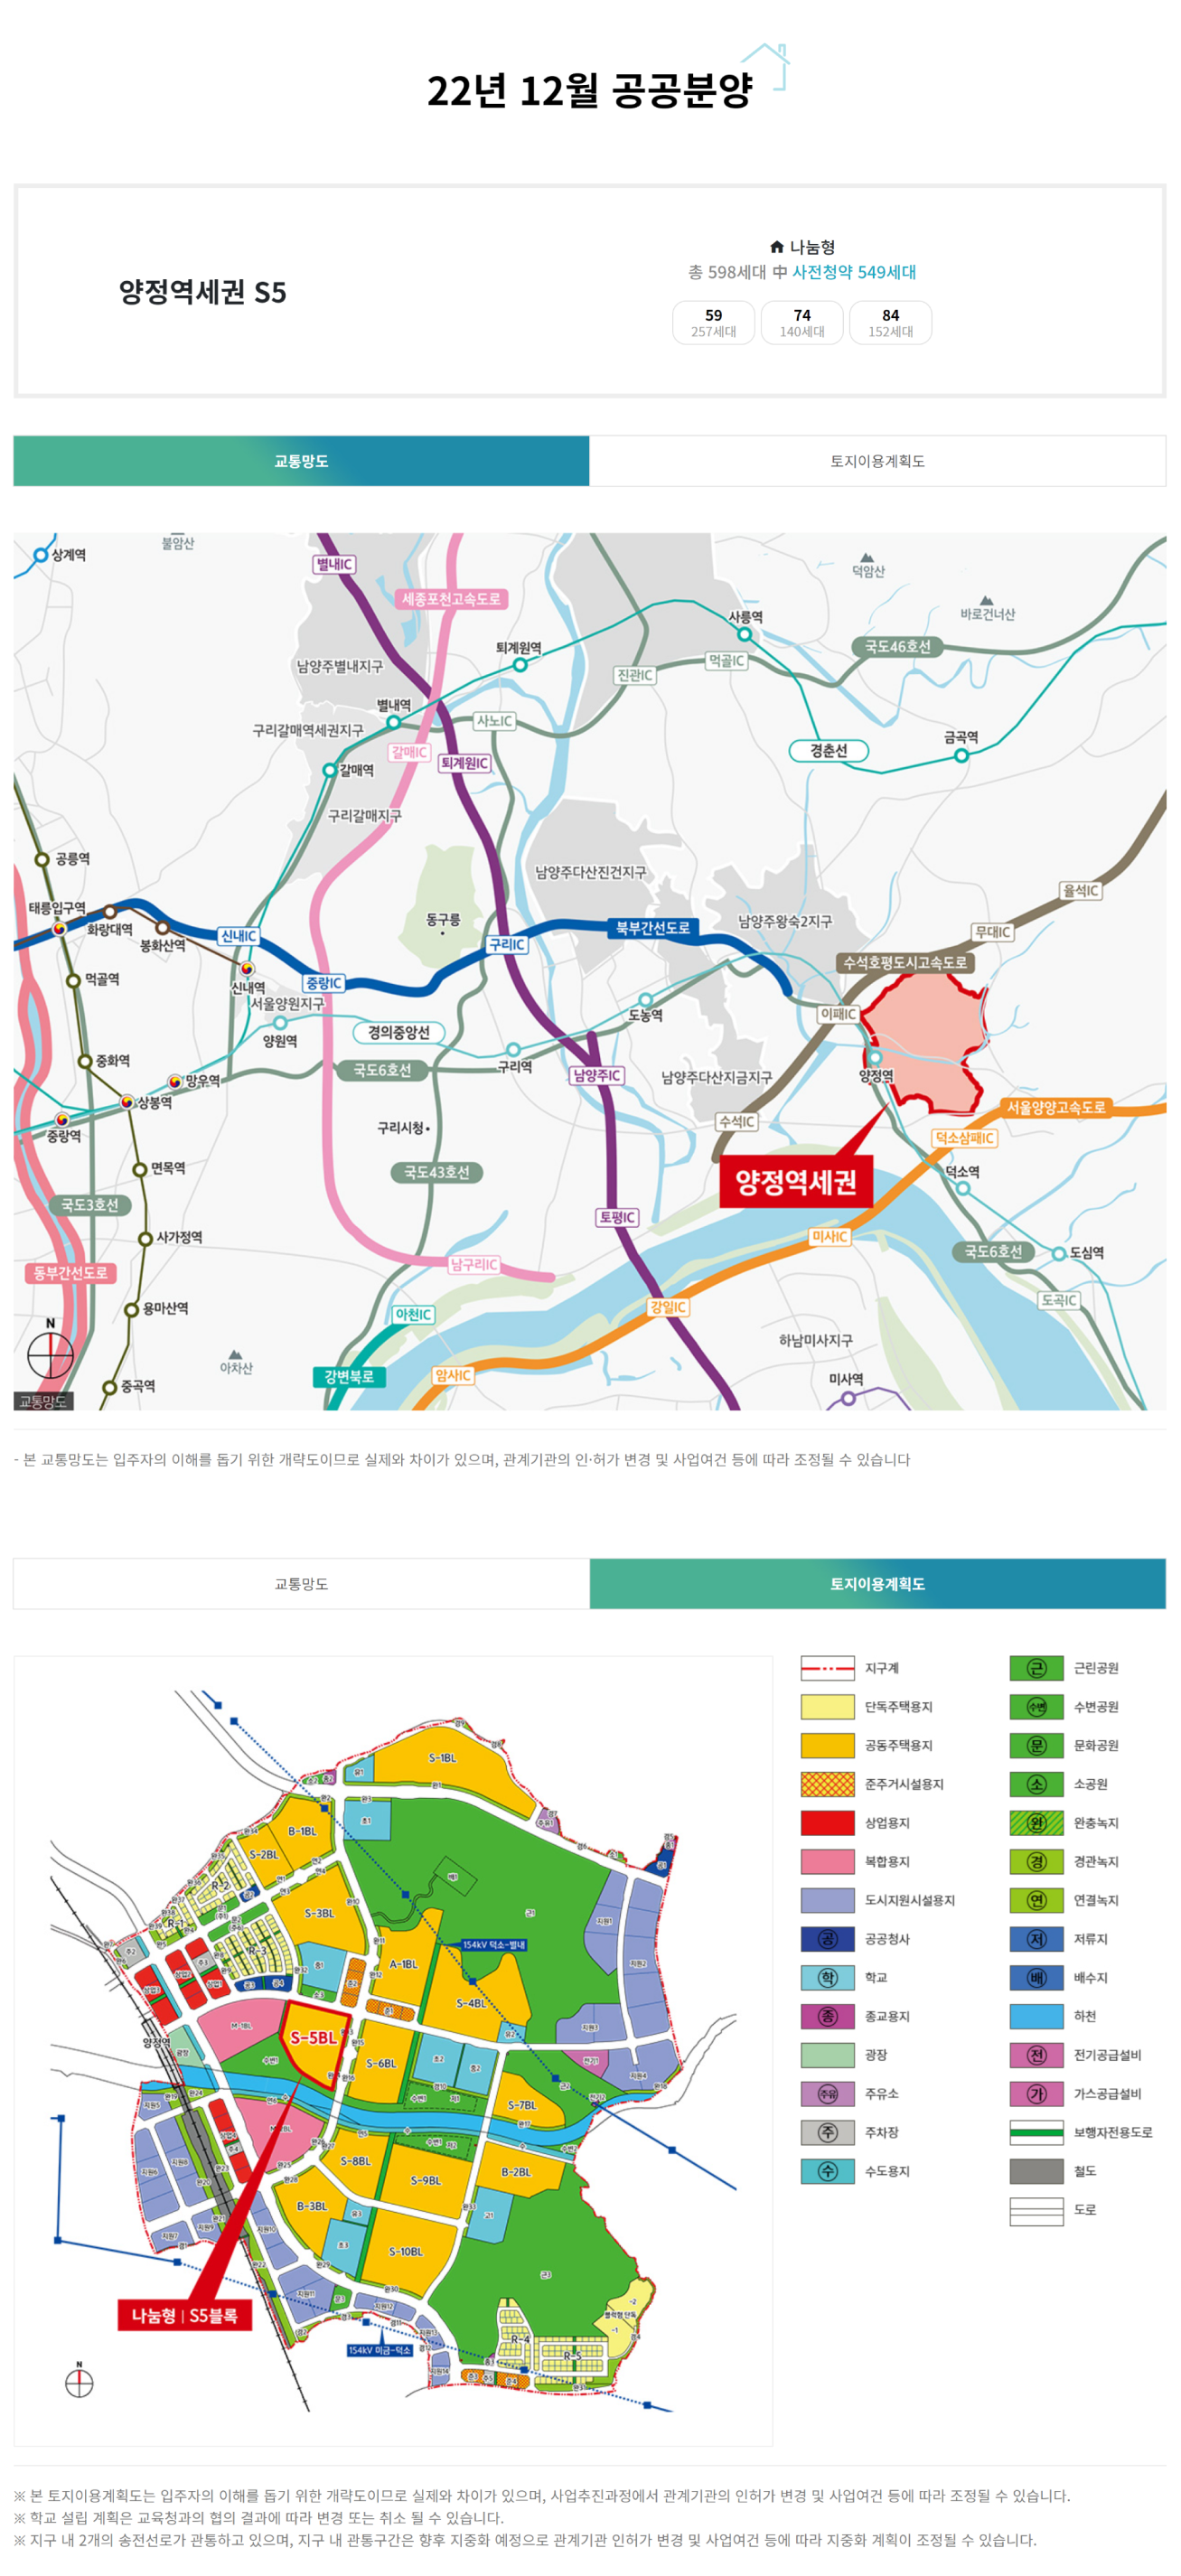 22년 12월 공공분양
양정역세권 S5
나눔형
총 598세대 中 사전청약 549세대
59
257세대
74
140세대
84
152세대
교통망도
토지이용계획도
상계역
불암산
별내IC
세종포천고속도로
덕암산
바로건너산
사릉역
퇴계원역
국도46호선
먹골IC
진관IC
남양주별내지구
별내역
사노IC
구리갈매역세권지구
갈매IC
퇴계원IC
갈매역
경춘선
금곡역
구리갈매지구
공릉역
남양주다산진건지구
율석IC
태릉입구역
화랑대역
봉화산역
신내IC
동구릉
구리IC
북부간선도로
남양주왕숙2지구
무대IC
수석호평도시고속도로
먹골역
신내역
중랑IC
서울양원지구
양원역
경의중앙선
도농역
이패IC
중화역
망우역
국도6호선
구리역
남양주IC
남양주다산지금지구
양정역
상봉역
중랑역
구리시청
수석IC
서울양양고속도로
덕소삼패IC
면목역
국도43호선
양정역세권
덕소역
국도3호선
토평IC
사가정역
미사IC
국도6호선
도심역
동부간선도로
남구리IC
용마산역
아천IC
강일IC
도곡IC
N
하남미사지구
아차산
강변북로
암사IC
미사역
중곡역
교통망도
- 본 교통망도는 입주자의 이해를 돕기 위한 개략도이므로 실제와 차이가 있으며, 관계기관의 인·허가 변경 및 사업여건 등에 따라 조정될 수 있습니다
교통망도
토지이용계획도
S-1BL
B-1BL
S-2BL
R-2
R-1
S-3BL
R-3
A-1BL
154kV 덕소-별내
S-4BL
M-1BL
S-5BL
양정역
광장
S-6BL
S-7BL
S-8BL
S-9BL
B-2BL
B-3BL
S-10BL
나눔형 | S5블록
154kV 미금-덕소
블럭형 단독
R-4
R-5
N
지구계
단독주택용지
공동주택용지
준주거시설용지
상업용지
복합용지
도시지원시설용지
공 공공청사
학 학교
종 종교용지
광장
주유 주유소
주 주차장
수 수도용지
근 근린공원
수변 수변공원
문 문화공원
소 소공원
완 완충녹지
경 경관녹지
연 연결녹지
저 저류지
배 배수지
하천
전 전기공급설비
가 가스공급설비
보행자전용도로
철도
도로
※ 본 토지이용계획도는 입주자의 이해를 돕기 위한 개략도이므로 실제와 차이가 있으며, 사업추진과정에서 관계기관의 인허가 변경 및 사업여건 등에 따라 조정될 수 있습니다.
※ 학교 설립 계획은 교육청과의 협의 결과에 따라 변경 또는 취소 될 수 있습니다.
※ 지구 내 2개의 송전선로가 관통하고 있으며, 지구 내 관통구간은 향후 지중화 예정으로 관계기관 인허가 변경 및 사업여건 등에 따라 지중화 계획이 조정될 수 있습니다.